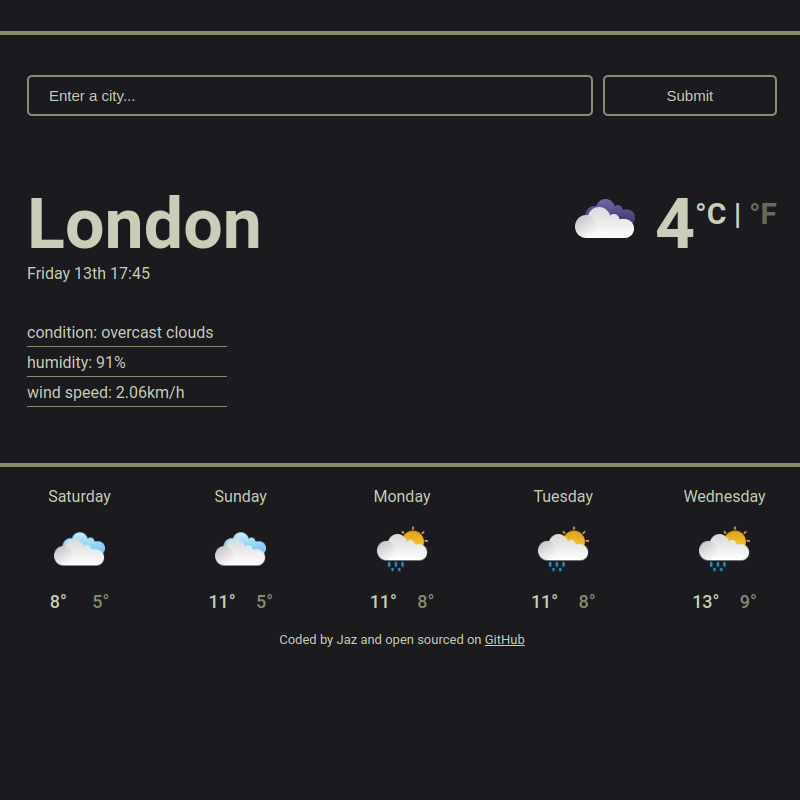 Enter a city... Submit
London 4 °C | °F
Friday 13th 17:45
condition: overcast clouds
humidity: 91%
wind speed: 2.06km/h
Saturday Sunday Monday Tuesday Wednesday
8° 5° 11° 5° 11° 8° 11° 8° 13° 9°
Coded by Jaz and open sourced on GitHub